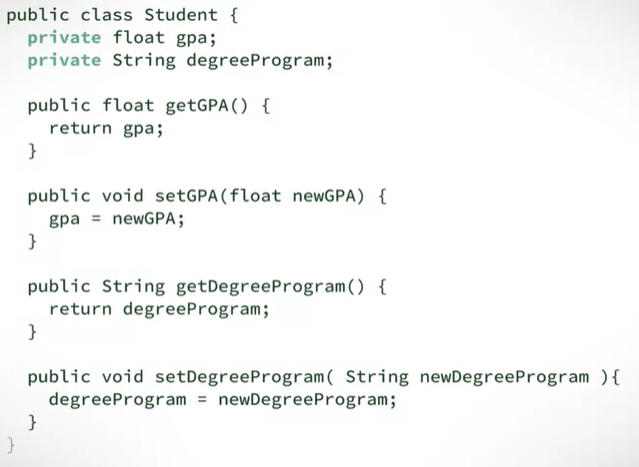 public class Student {
private float gpa;
private String degreeProgram;
public float getGPA() {
return gpa;
}
public void setGPA(float newGPA) {
gpa = newGPA;
}
public String getDegreeProgram() {
return degreeProgram;
}
public void setDegreeProgram( String newDegreeProgram ){
degreeProgram = newDegreeProgram;
}
}